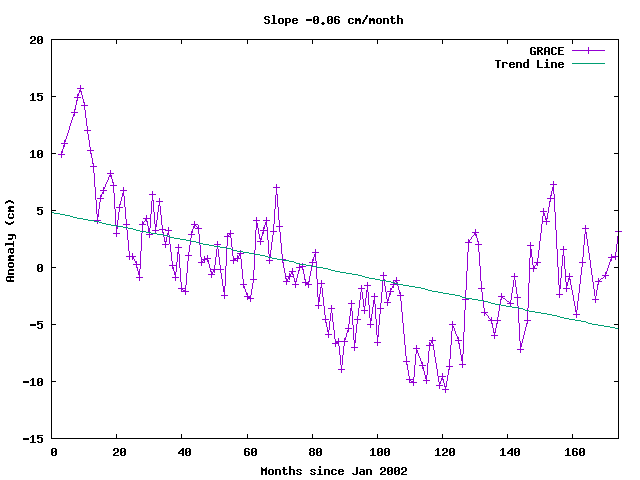 Slope -0.06 cm/month
GRACE
Trend Line
Anomaly (cm)
20
15
10
5
0
-5
-10
-15
0 20 40 60 80 100 120 140 160
Months since Jan 2002